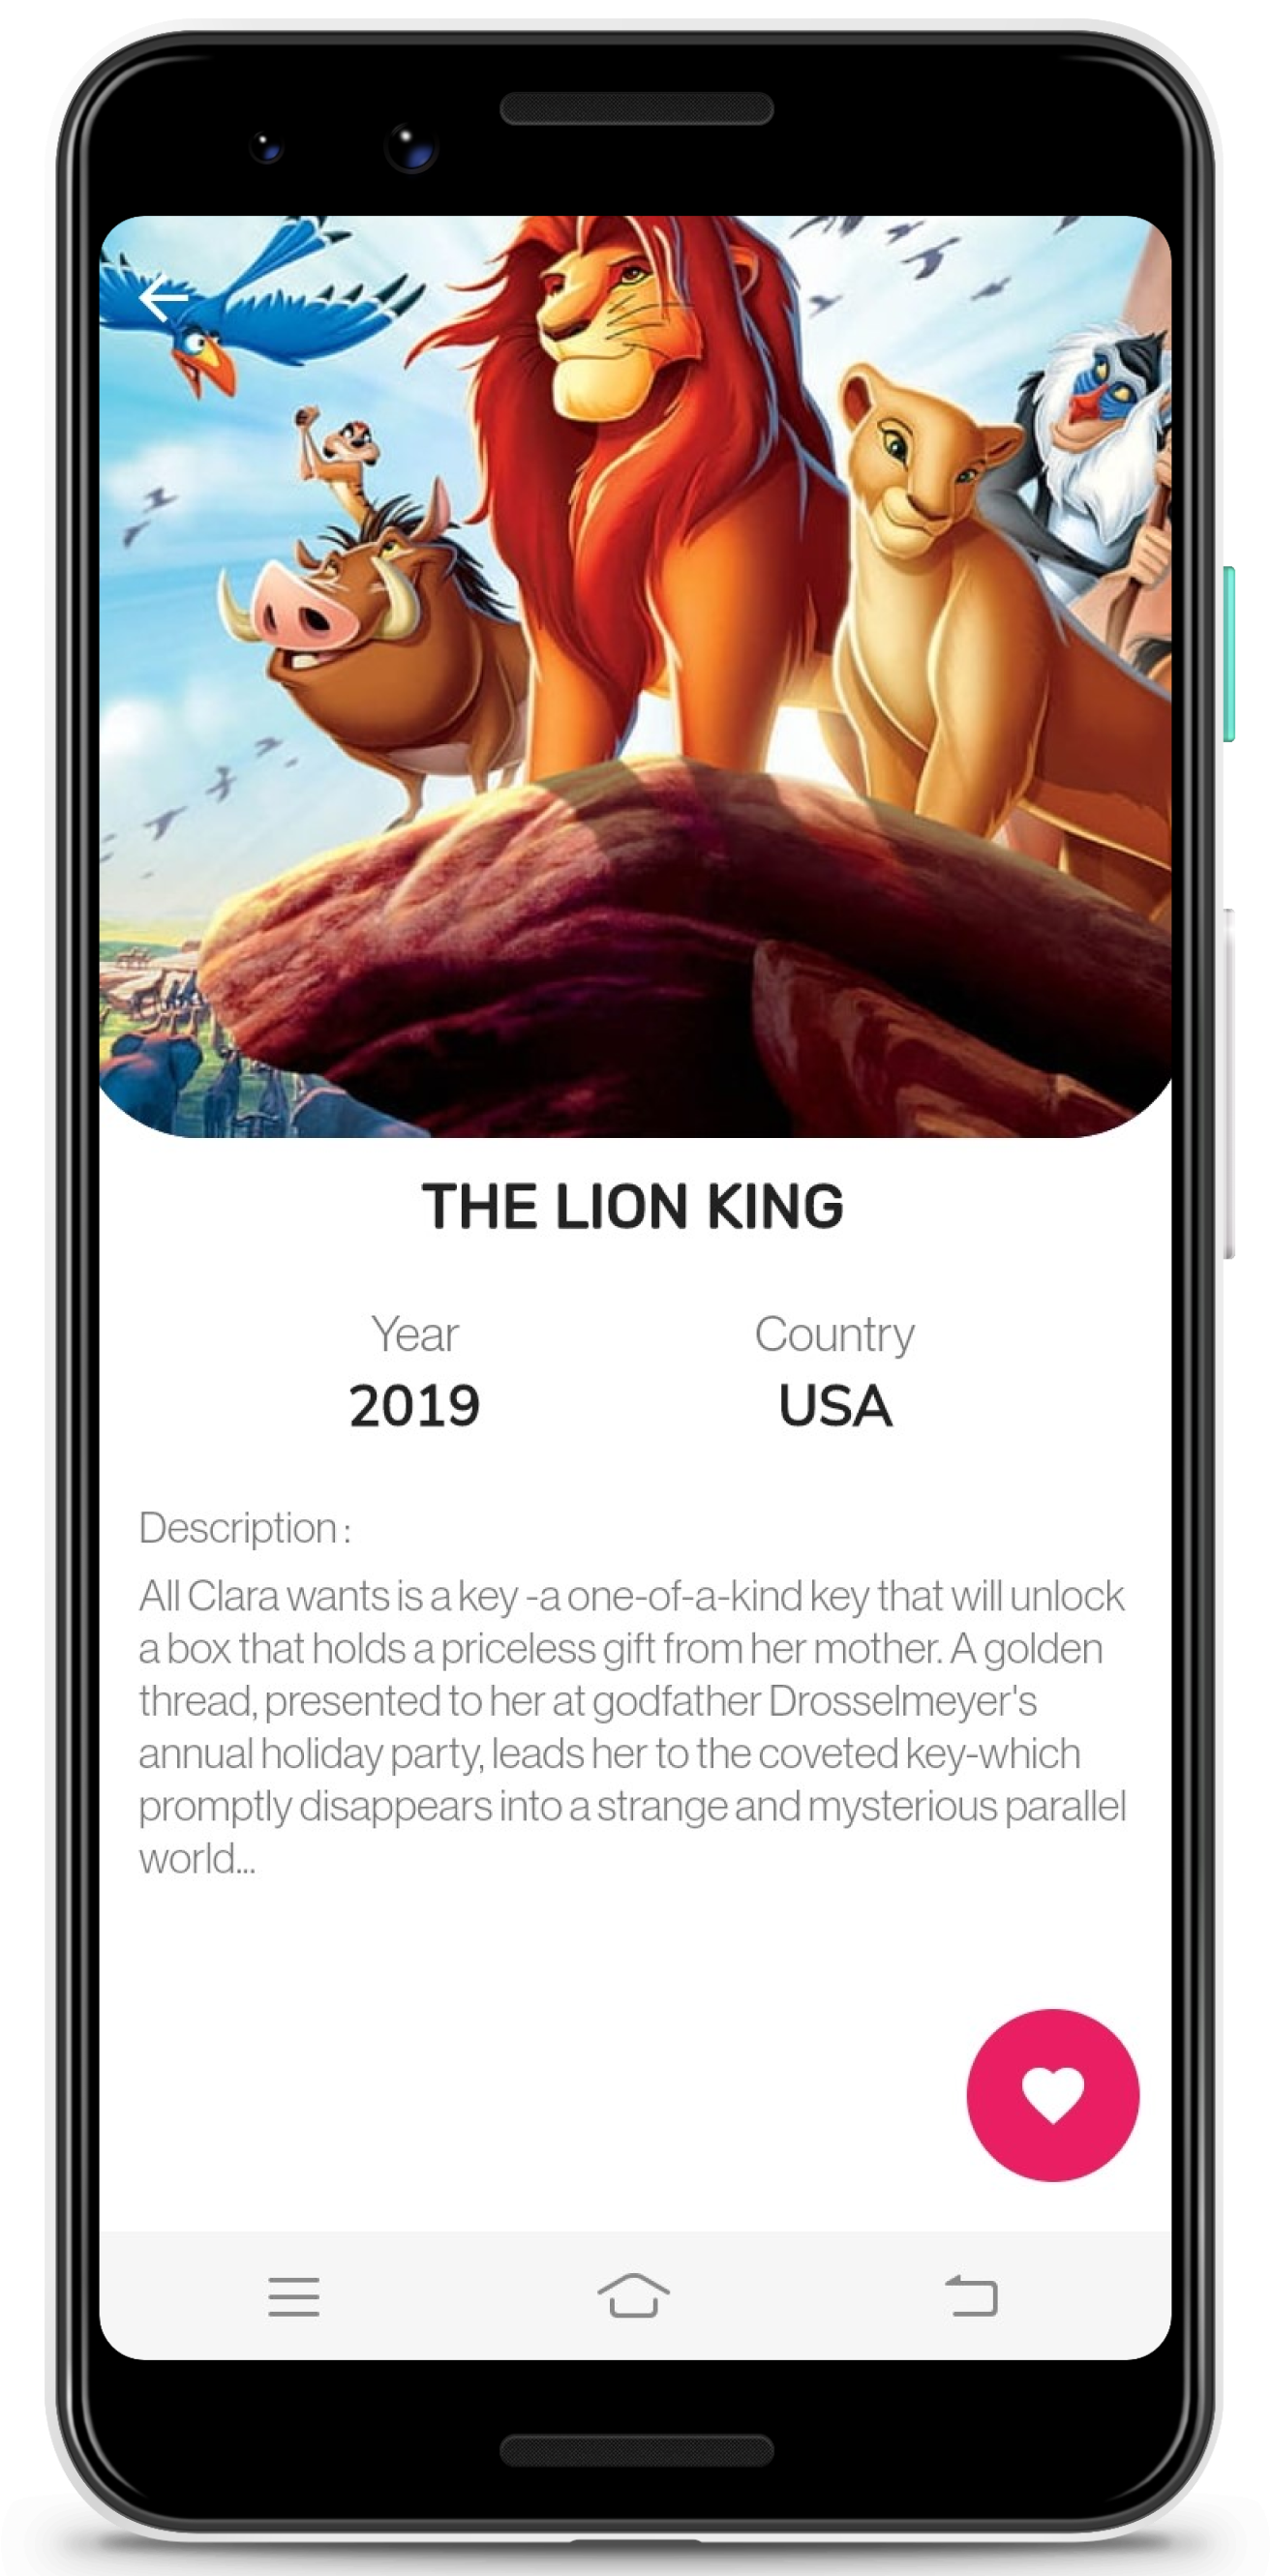 THE LION KING
Year
Country
2019
USA
Description :
All Clara wants is a key -a one-of-a-kind key that will unlock
a box that holds a priceless gift from her mother. A golden
thread, presented to her at godfather Drosselmeyer's
annual holiday party, leads her to the coveted key-which
promptly disappears into a strange and mysterious parallel
world...